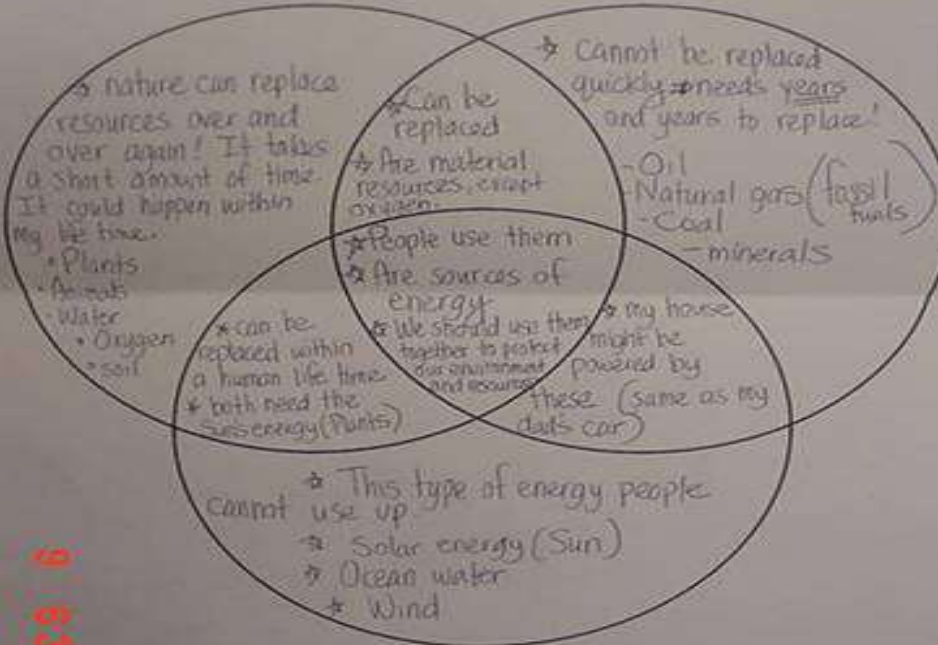 ☆ nature can replace
resources over and
over again! It takes
a short amount of time
It could happen within
my life time.
• Plants
• Animals
- Water
• Oxygen
• soil
☆ Can be
replaced
☆ Are material
resources, except
oxygen.
☆ Cannot be replaced
quickly → needs years
and years to replace!
- Oil
- Natural gas (fossil
fuals)
- Coal
- minerals
☆ People use them
☆ Are sources of
energy
☆ We should use them
together to protect
our environment
and resources
* can be
replaced within
a human life time
* both need the
sun's energy (Plants)
☆ my house
might be
powered by
these (same as my
dad's car)
☆ This type of energy people
cannot use up
☆ Solar energy (Sun)
☆ Ocean water
☆ Wind